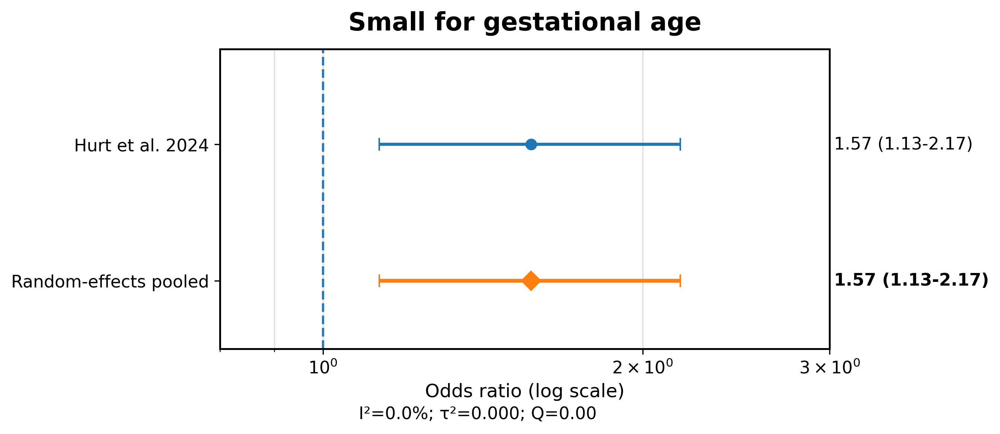 Small for gestational age
Hurt et al. 2024
1.57 (1.13-2.17)
Random-effects pooled
1.57 (1.13-2.17)
10⁰
2 × 10⁰
3 × 10⁰
Odds ratio (log scale)
I²=0.0%; τ²=0.000; Q=0.00